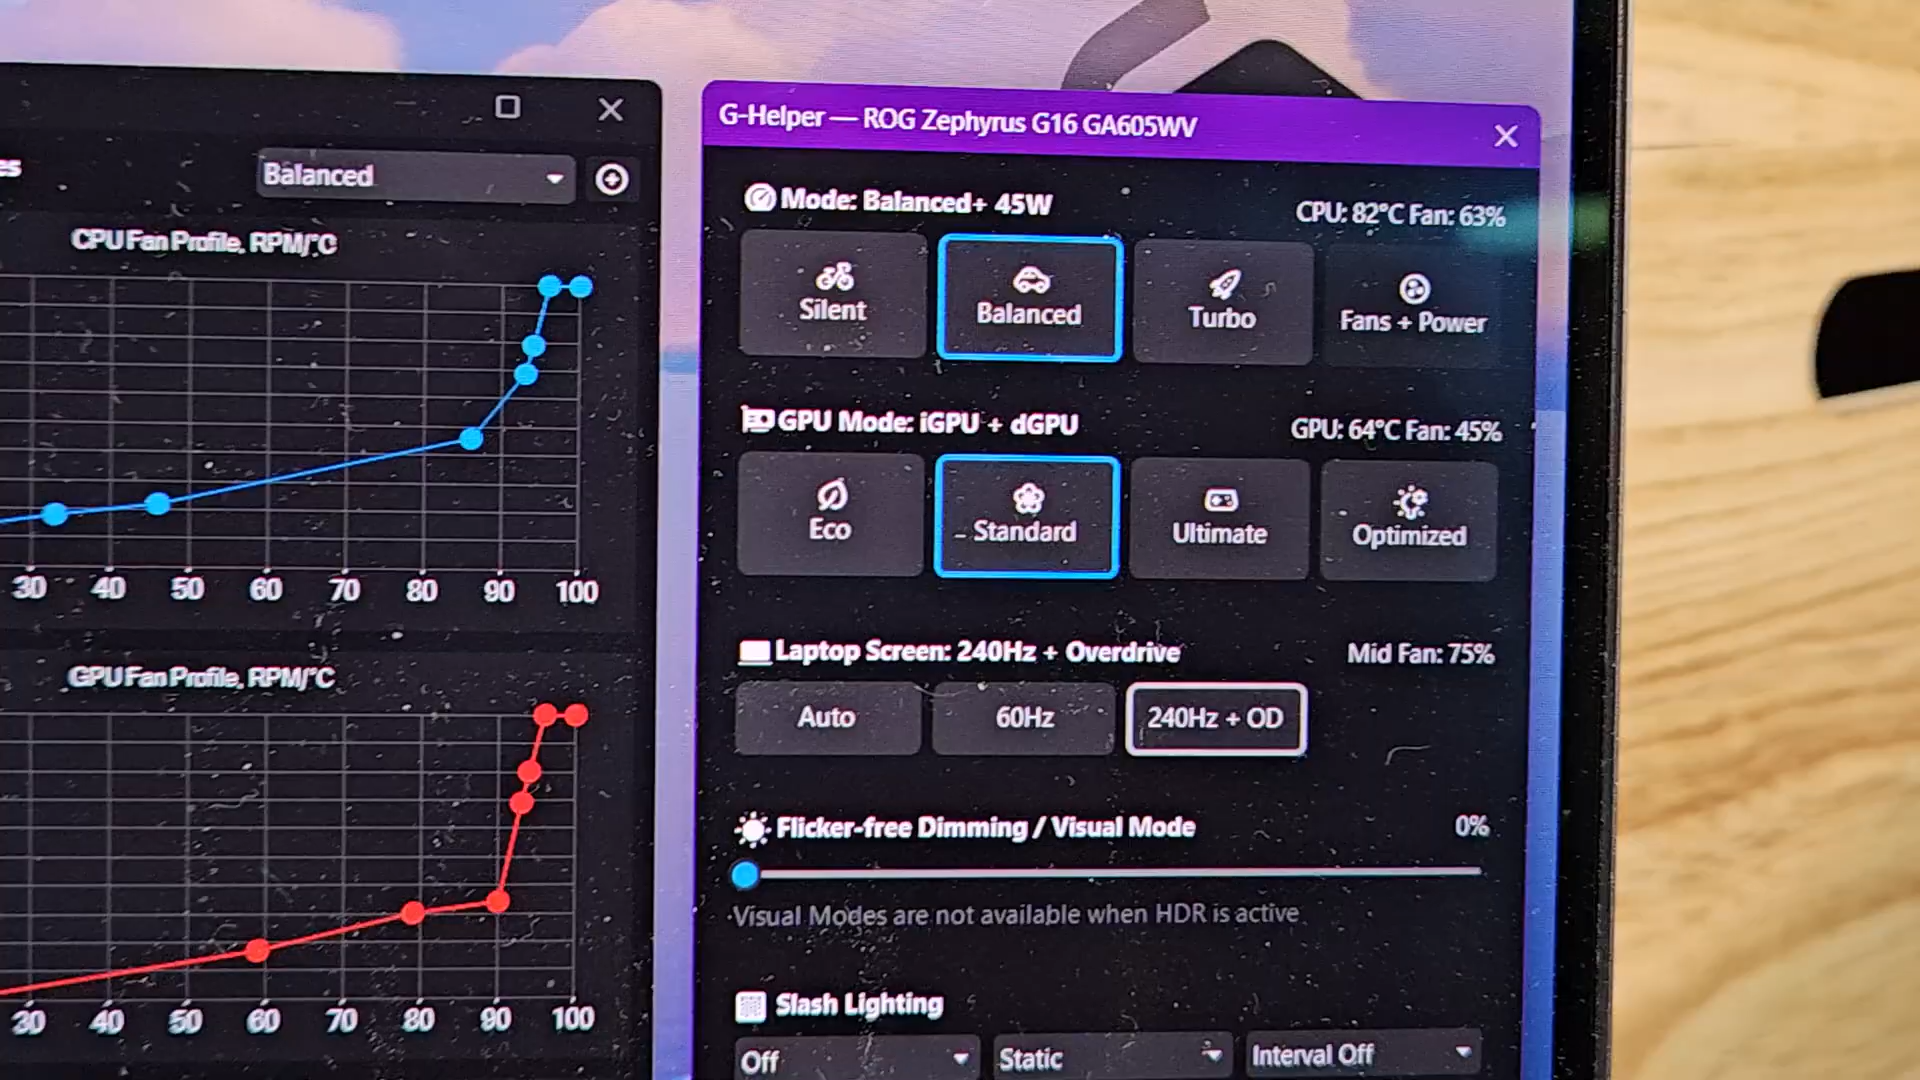 es
Balanced
CPU Fan Profile, RPM/°C
30 40 50 60 70 80 90 100
GPU Fan Profile, RPM/°C
30 40 50 60 70 80 90 100
G-Helper — ROG Zephyrus G16 GA605WV
Mode: Balanced+ 45W
CPU: 82°C Fan: 63%
Silent
Balanced
Turbo
Fans + Power
GPU Mode: iGPU + dGPU
GPU: 64°C Fan: 45%
Eco
Standard
Ultimate
Optimized
Laptop Screen: 240Hz + Overdrive
Mid Fan: 75%
Auto
60Hz
240Hz + OD
Flicker-free Dimming / Visual Mode
0%
Visual Modes are not available when HDR is active
Slash Lighting
Off
Static
Interval Off